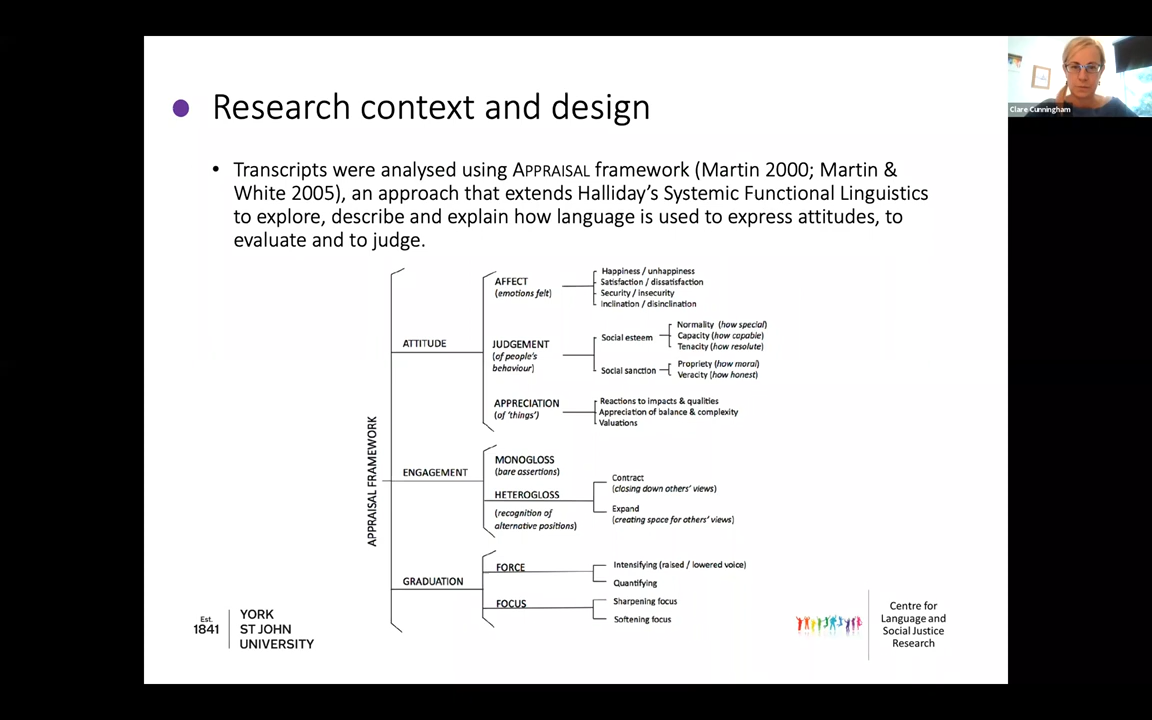 Research context and design
• Transcripts were analysed using APPRAISAL framework (Martin 2000; Martin &
White 2005), an approach that extends Halliday's Systemic Functional Linguistics
to explore, describe and explain how language is used to express attitudes, to
evaluate and to judge.
APPRAISAL FRAMEWORK
ATTITUDE
AFFECT
(emotions felt)
Happiness / unhappiness
Satisfaction / dissatisfaction
Security / insecurity
Inclination / disinclination
JUDGEMENT
(of people's
behaviour)
Social esteem
Normality (how special)
Capacity (how capable)
Tenacity (how resolute)
Social sanction
Propriety (how moral)
Veracity (how honest)
APPRECIATION
(of 'things')
Reactions to impacts & qualities
Appreciation of balance & complexity
Valuations
ENGAGEMENT
MONOGLOSS
(bare assertions)
HETEROGLOSS
(recognition of
alternative positions)
Contract
(closing down others' views)
Expand
(creating space for others' views)
GRADUATION
FORCE
Intensifying (raised / lowered voice)
Quantifying
FOCUS
Sharpening focus
Softening focus
Est.
1841
YORK
ST JOHN
UNIVERSITY
Centre for
Language and
Social Justice
Research
Clare Cunningham